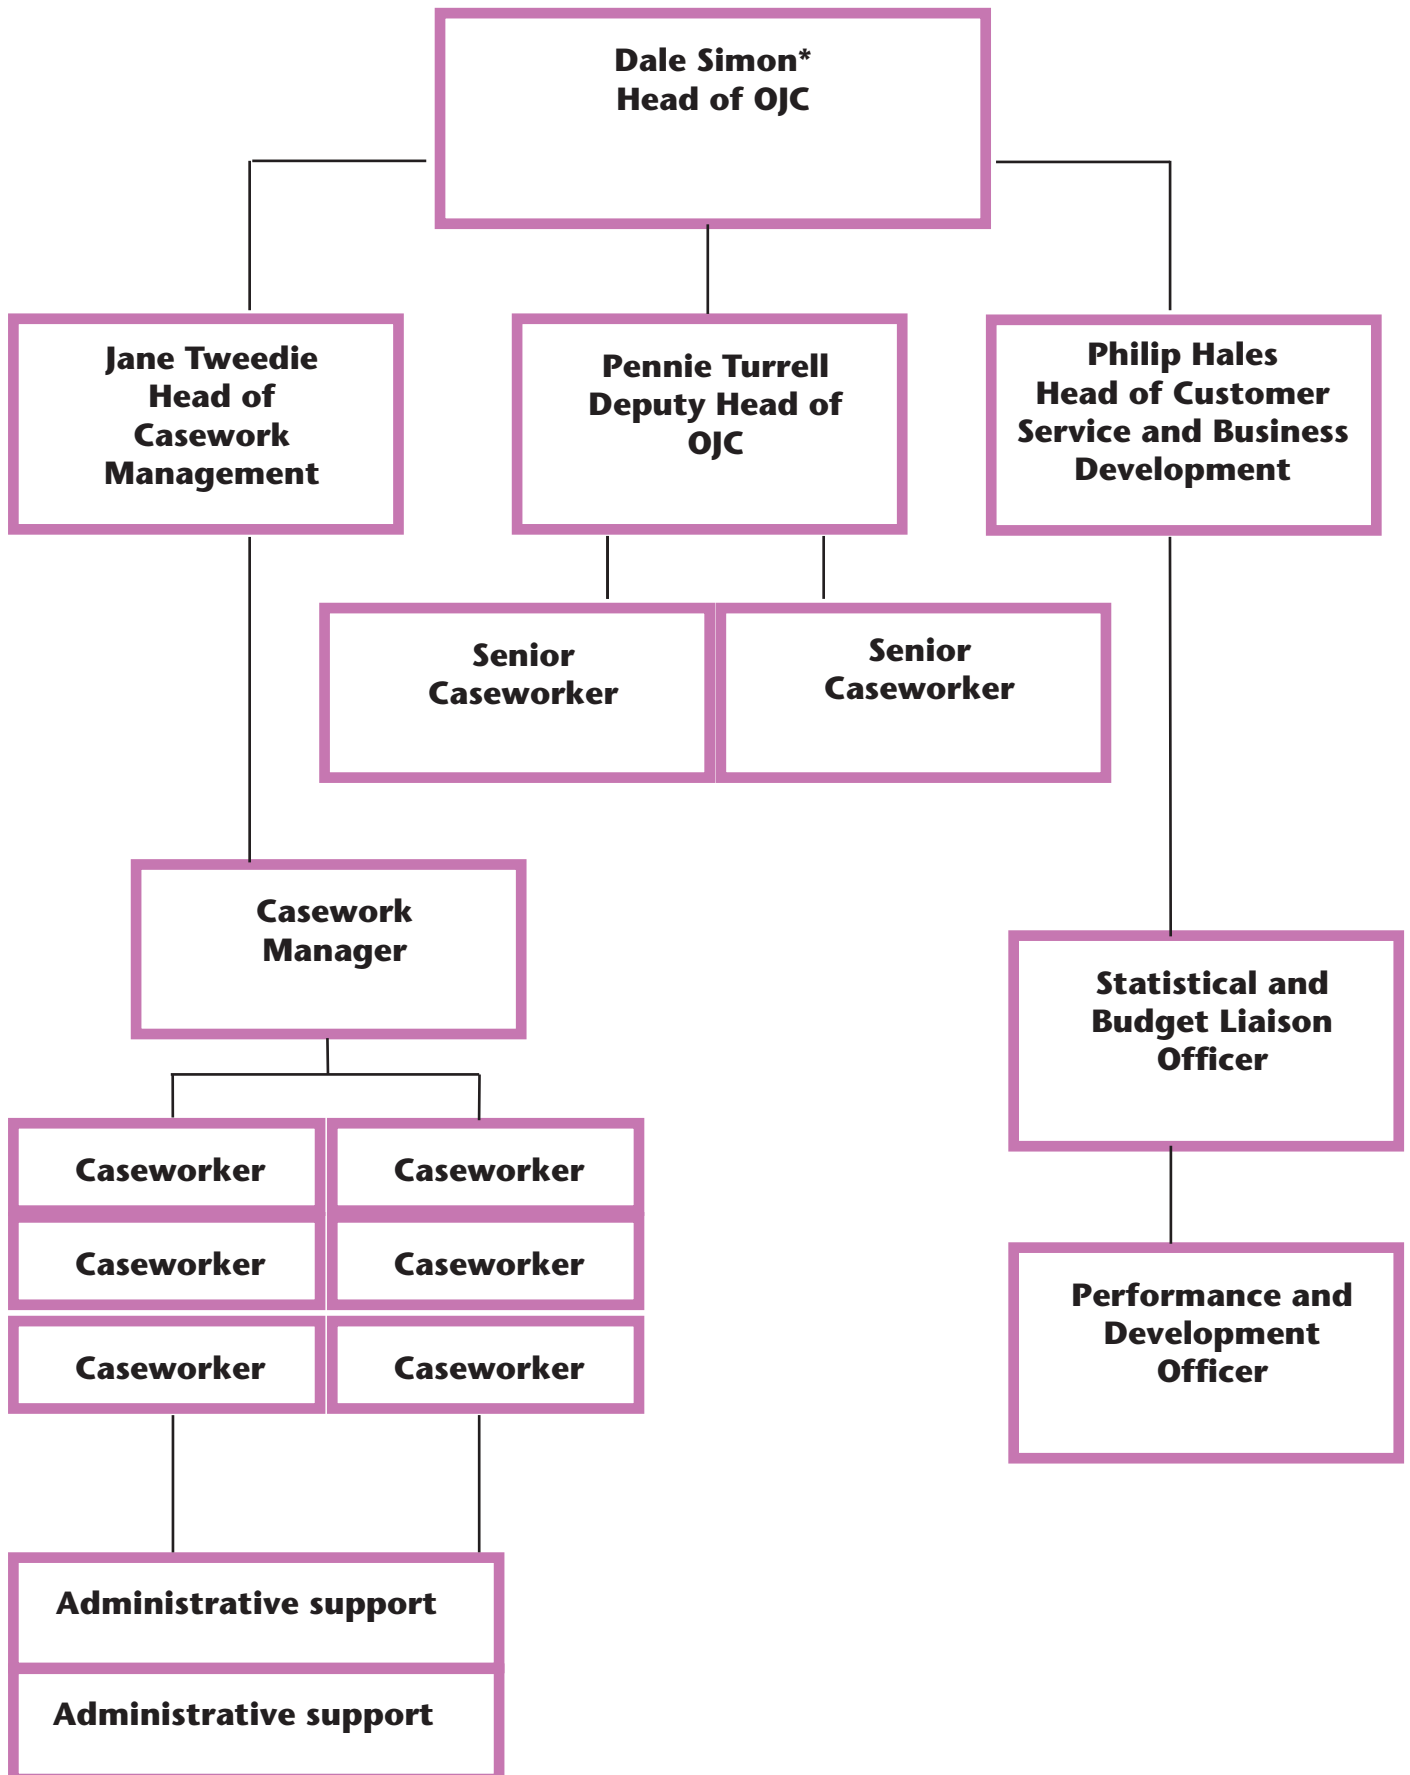 Dale Simon*
Head of OJC
Jane Tweedie
Head of
Casework
Management
Pennie Turrell
Deputy Head of
OJC
Philip Hales
Head of Customer
Service and Business
Development
Senior
Caseworker
Senior
Caseworker
Casework
Manager
Statistical and
Budget Liaison
Officer
Caseworker
Caseworker
Caseworker
Caseworker
Caseworker
Caseworker
Performance and
Development
Officer
Administrative support
Administrative support